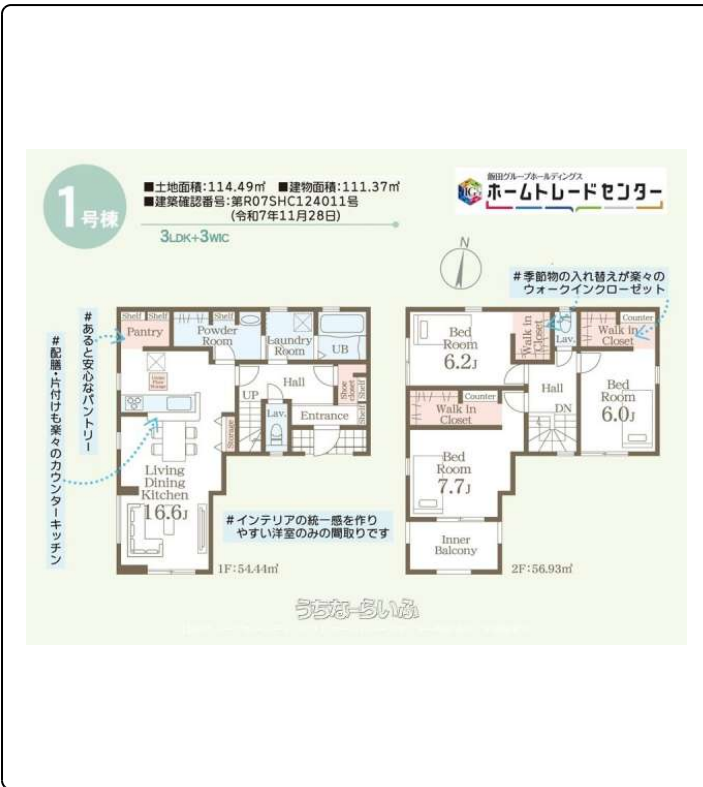 1号棟
■土地面積:114.49㎡ ■建物面積:111.37㎡
■建築確認番号:第R07SHC124011号
(令和7年11月28日)
3LDK+3WIC
飯田グループホールディングス
ホームトレードセンター
N
#季節物の入れ替えが楽々の
ウォークインクローゼット
#あると安心なパントリー
#配膳・片付けも楽々のカウンターキッチン
Shelf
Shelf
Pantry
Shelf
Powder
Room
Laundry
Room
UB
Hall
UP
Lav.
Shoe
closet
Shelf
Shelf
Entrance
Storage
Living
Dining
Kitchen
16.6J
#インテリアの統一感を作り
やすい洋室のみの間取りです
1F:54.44㎡
Bed
Room
6.2J
Walk in
Closet
Lav.
Counter
Walk in
Closet
Counter
Walk In
Closet
Hall
DN
Bed
Room
6.0J
Bed
Room
7.7J
Inner
Balcony
2F:56.93㎡
うちなーらいふ